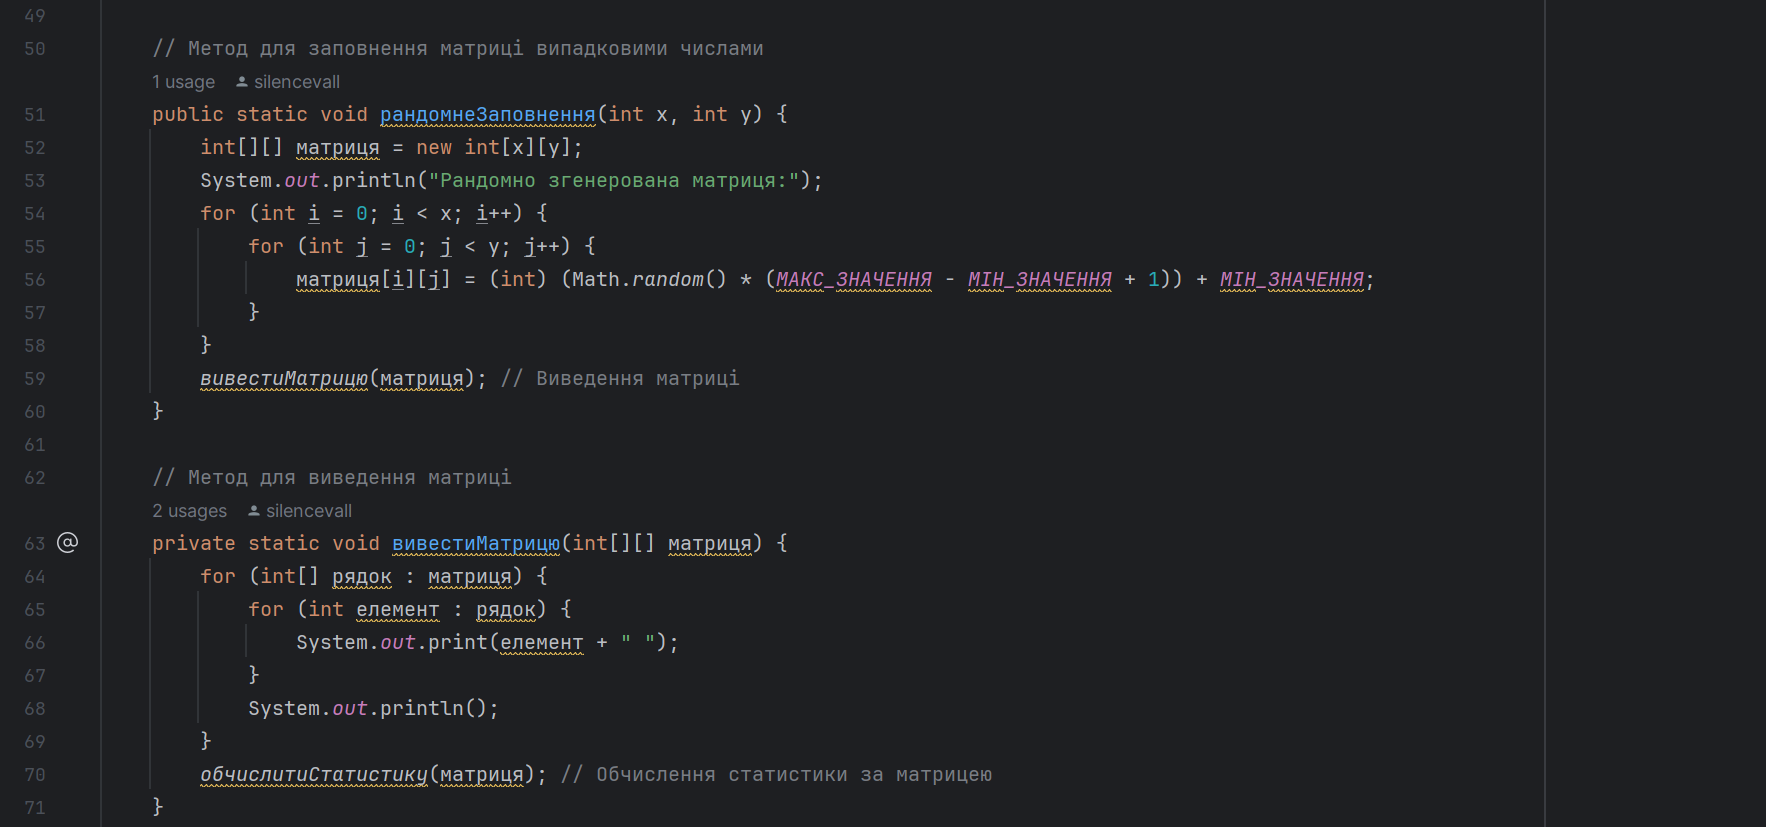 49
50 // Метод для заповнення матриці випадковими числами
1 usage silencevall
51 public static void рандомнеЗаповнення(int x, int y) {
52 int[][] матриця = new int[x][y];
53 System.out.println("Рандомно згенерована матриця:");
54 for (int i = 0; i < x; i++) {
55 for (int j = 0; j < y; j++) {
56 матриця[i][j] = (int) (Math.random() * (МАКС_ЗНАЧЕННЯ - МІН_ЗНАЧЕННЯ + 1)) + МІН_ЗНАЧЕННЯ;
57 }
58 }
59 вивестиМатрицю(матриця); // Виведення матриці
60 }
61
62 // Метод для виведення матриці
2 usages silencevall
63 @ private static void вивестиМатрицю(int[][] матриця) {
64 for (int[] рядок : матриця) {
65 for (int елемент : рядок) {
66 System.out.print(елемент + " ");
67 }
68 System.out.println();
69 }
70 обчислитиСтатистику(матриця); // Обчислення статистики за матрицею
71 }